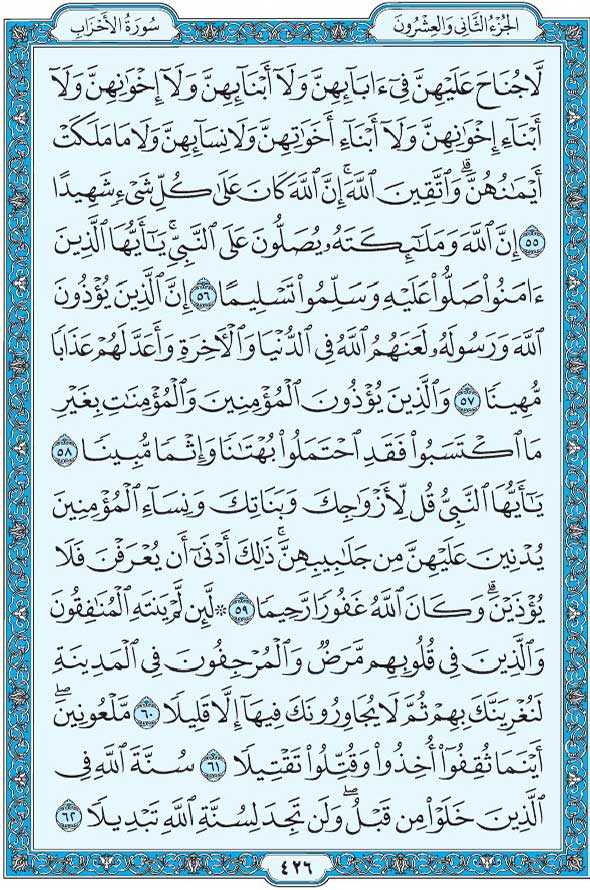 الجُزْءُ الثَّانِى وَالعِشْرُونَ
سُورَةُ الأَحْزَابِ
لَّا جُنَاحَ عَلَيْهِنَّ فِىٓ ءَابَآئِهِنَّ وَلَآ أَبْنَآئِهِنَّ وَلَآ إِخْوَٰنِهِنَّ وَلَآ
أَبْنَآءِ إِخْوَٰنِهِنَّ وَلَآ أَبْنَآءِ أَخَوَٰتِهِنَّ وَلَا نِسَآئِهِنَّ وَلَا مَا مَلَكَتْ
أَيْمَٰنُهُنَّۗ وَٱتَّقِينَ ٱللَّهَۚ إِنَّ ٱللَّهَ كَانَ عَلَىٰ كُلِّ شَىْءٍ شَهِيدًا
٥٥ إِنَّ ٱللَّهَ وَمَلَٰٓئِكَتَهُۥ يُصَلُّونَ عَلَى ٱلنَّبِىِّۚ يَٰٓأَيُّهَا ٱلَّذِينَ
ءَامَنُوا۟ صَلُّوا۟ عَلَيْهِ وَسَلِّمُوا۟ تَسْلِيمًا ٥٦ إِنَّ ٱلَّذِينَ يُؤْذُونَ
ٱللَّهَ وَرَسُولَهُۥ لَعَنَهُمُ ٱللَّهُ فِى ٱلدُّنْيَا وَٱلْأَخِرَةِ وَأَعَدَّ لَهُمْ عَذَابًا
مُّهِينًا ٥٧ وَٱلَّذِينَ يُؤْذُونَ ٱلْمُؤْمِنِينَ وَٱلْمُؤْمِنَٰتِ بِغَيْرِ
مَا ٱكْتَسَبُوا۟ فَقَدِ ٱحْتَمَلُوا۟ بُهْتَٰنًا وَإِثْمًا مُّبِينًا ٥٨
يَٰٓأَيُّهَا ٱلنَّبِىُّ قُل لِّأَزْوَٰجِكَ وَبَنَاتِكَ وَنِسَآءِ ٱلْمُؤْمِنِينَ
يُدْنِينَ عَلَيْهِنَّ مِن جَلَٰبِيبِهِنَّۚ ذَٰلِكَ أَدْنَىٰٓ أَن يُعْرَفْنَ فَلَا
يُؤْذَيْنَۗ وَكَانَ ٱللَّهُ غَفُورًا رَّحِيمًا ٥٩ ۞ لَّئِن لَّمْ يَنتَهِ ٱلْمُنَٰفِقُونَ
وَٱلَّذِينَ فِى قُلُوبِهِم مَّرَضٌ وَٱلْمُرْجِفُونَ فِى ٱلْمَدِينَةِ
لَنُغْرِيَنَّكَ بِهِمْ ثُمَّ لَا يُجَاوِرُونَكَ فِيهَآ إِلَّا قَلِيلًا ٦٠ مَّلْعُونِينَۖ
أَيْنَمَا ثُقِفُوٓا۟ أُخِذُوا۟ وَقُتِّلُوا۟ تَقْتِيلًا ٦١ سُنَّةَ ٱللَّهِ فِى
ٱلَّذِينَ خَلَوْا۟ مِن قَبْلُۖ وَلَن تَجِدَ لِسُنَّةِ ٱللَّهِ تَبْدِيلًا ٦٢
٤٢٦